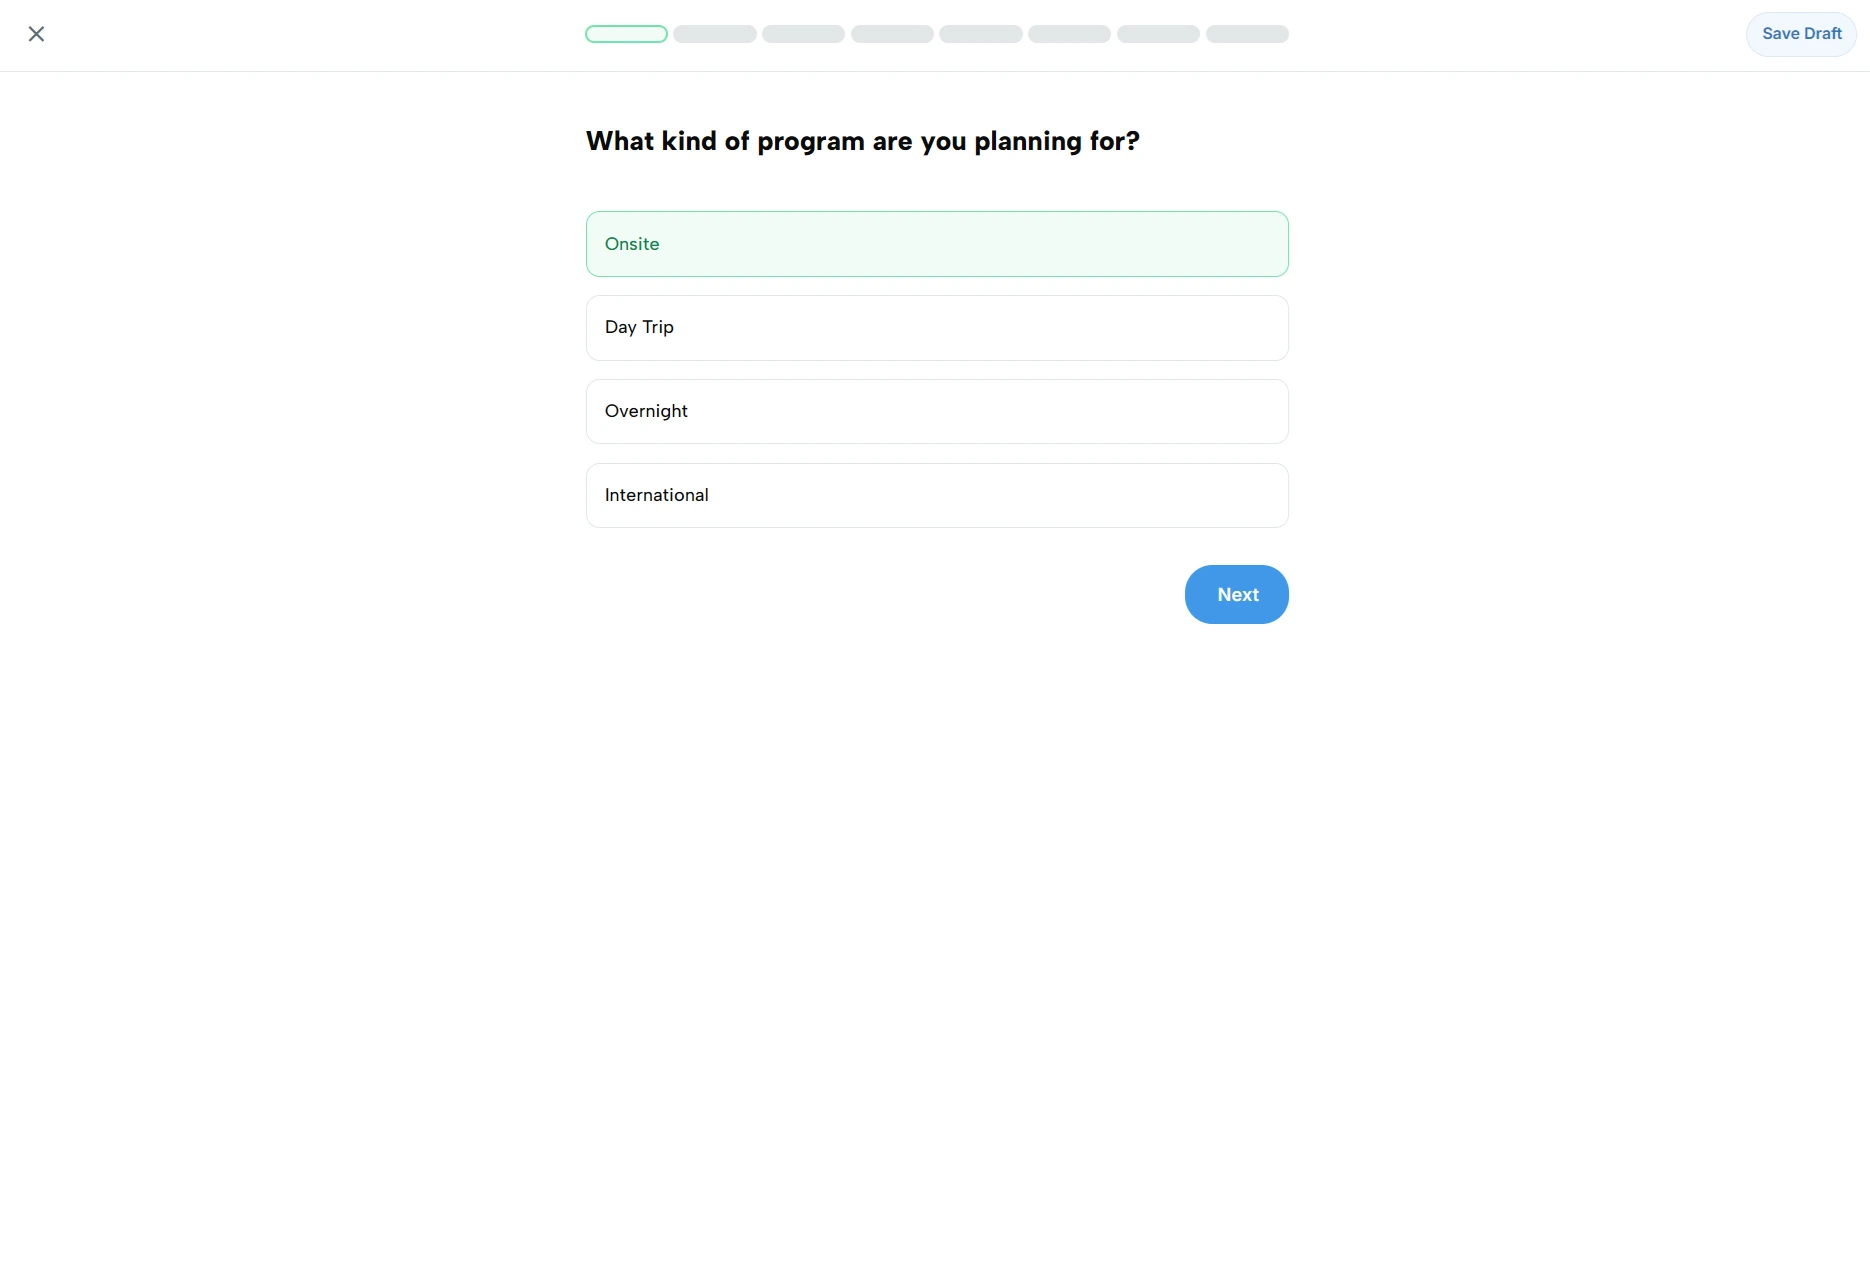 Save Draft
What kind of program are you planning for?
Onsite
Day Trip
Overnight
International
Next